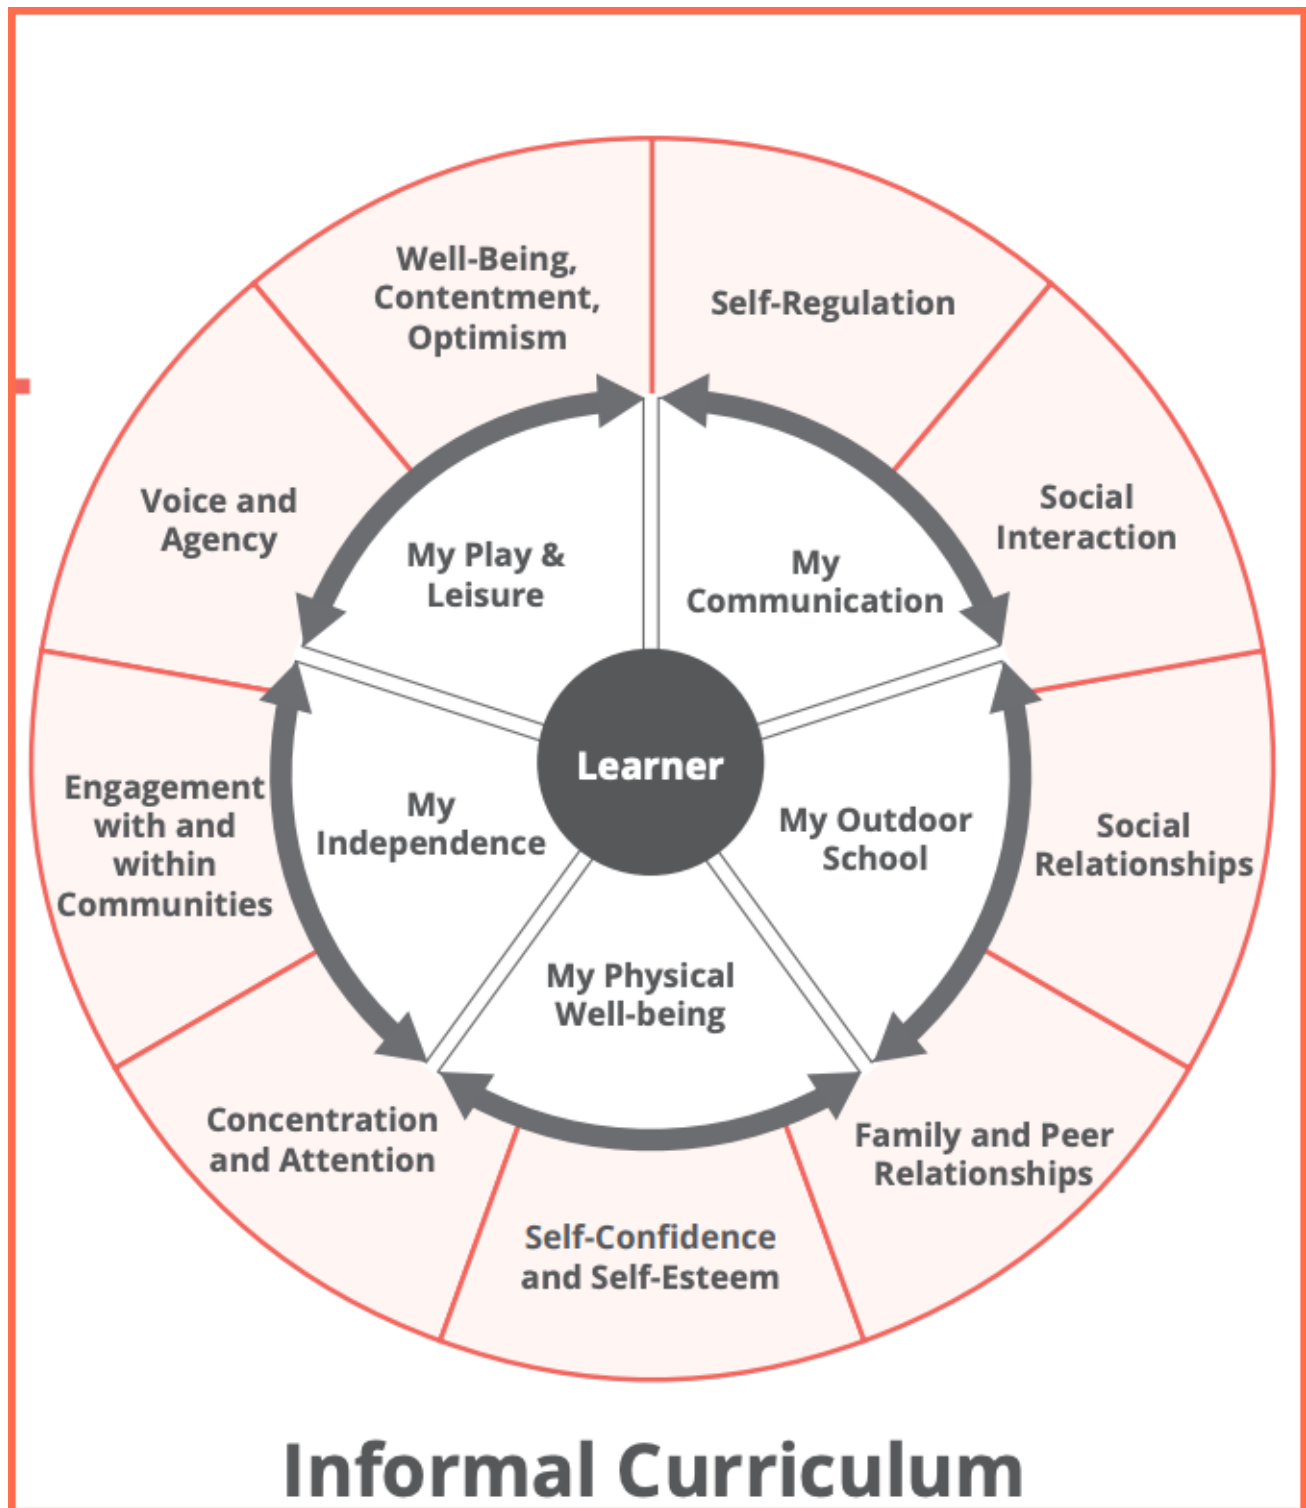 Well-Being,
Contentment,
Optimism
Self-Regulation
Social
Interaction
Social
Relationships
Family and Peer
Relationships
Self-Confidence
and Self-Esteem
Concentration
and Attention
Engagement
with and
within
Communities
Voice and
Agency
My Play &
Leisure
My
Communication
My Outdoor
School
My Physical
Well-being
My
Independence
Learner
Informal Curriculum